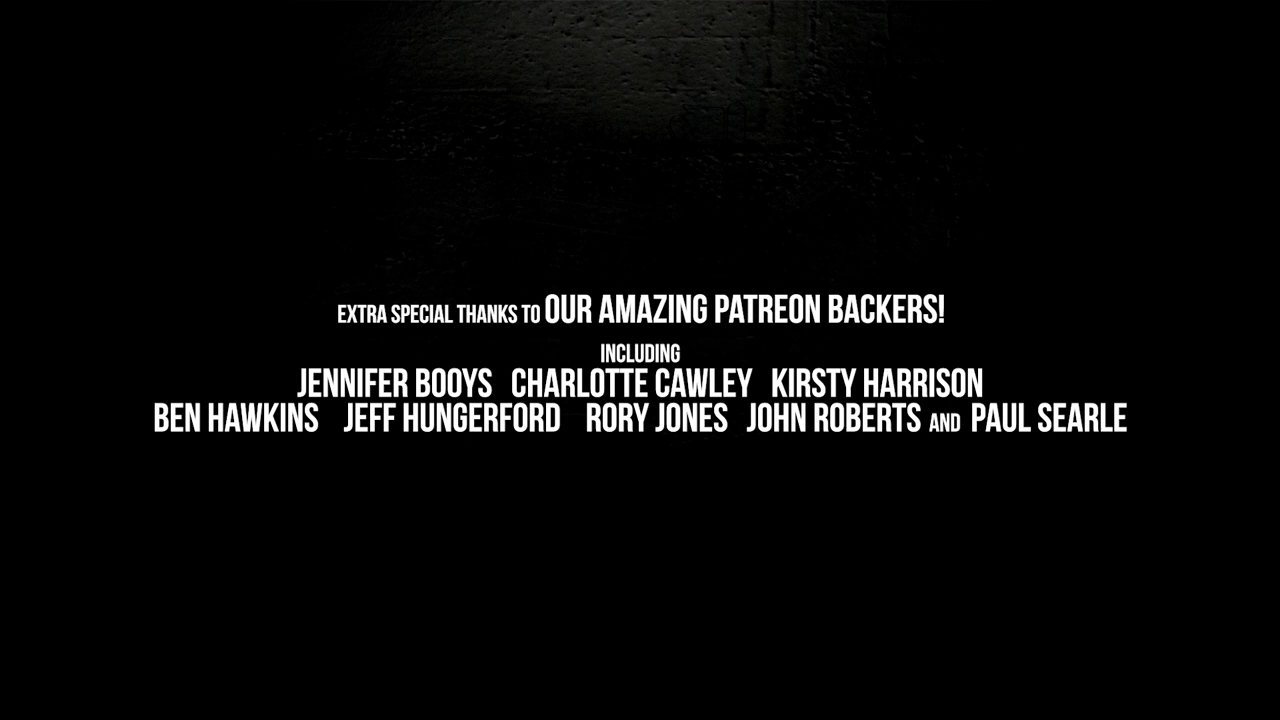 EXTRA SPECIAL THANKS TO OUR AMAZING PATREON BACKERS!
INCLUDING
JENNIFER BOOYS CHARLOTTE CAWLEY KIRSTY HARRISON
BEN HAWKINS JEFF HUNGERFORD RORY JONES JOHN ROBERTS AND PAUL SEARLE